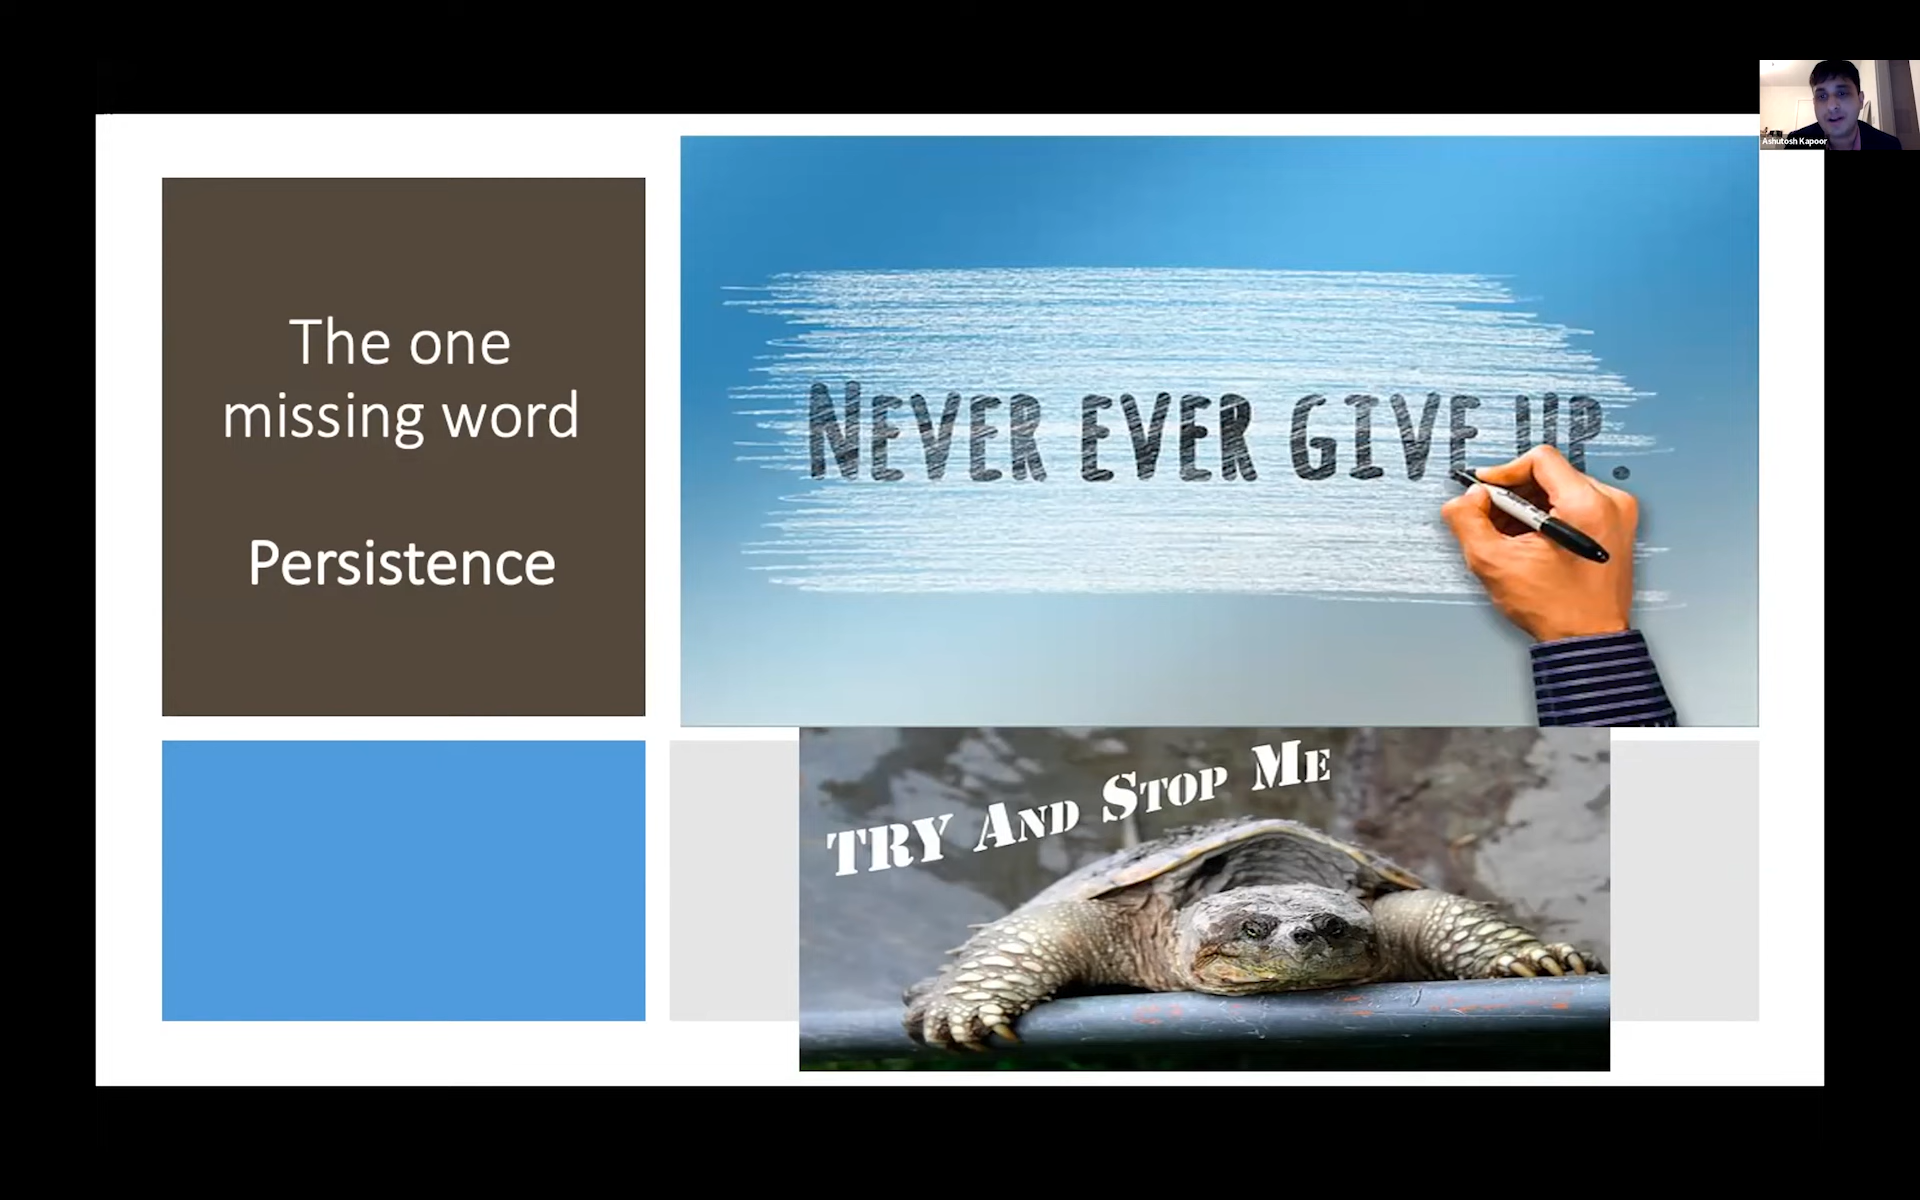 The one
missing word
Persistence
NEVER EVER GIVE UP.
TRY AND STOP ME
Ashutosh Kapoor